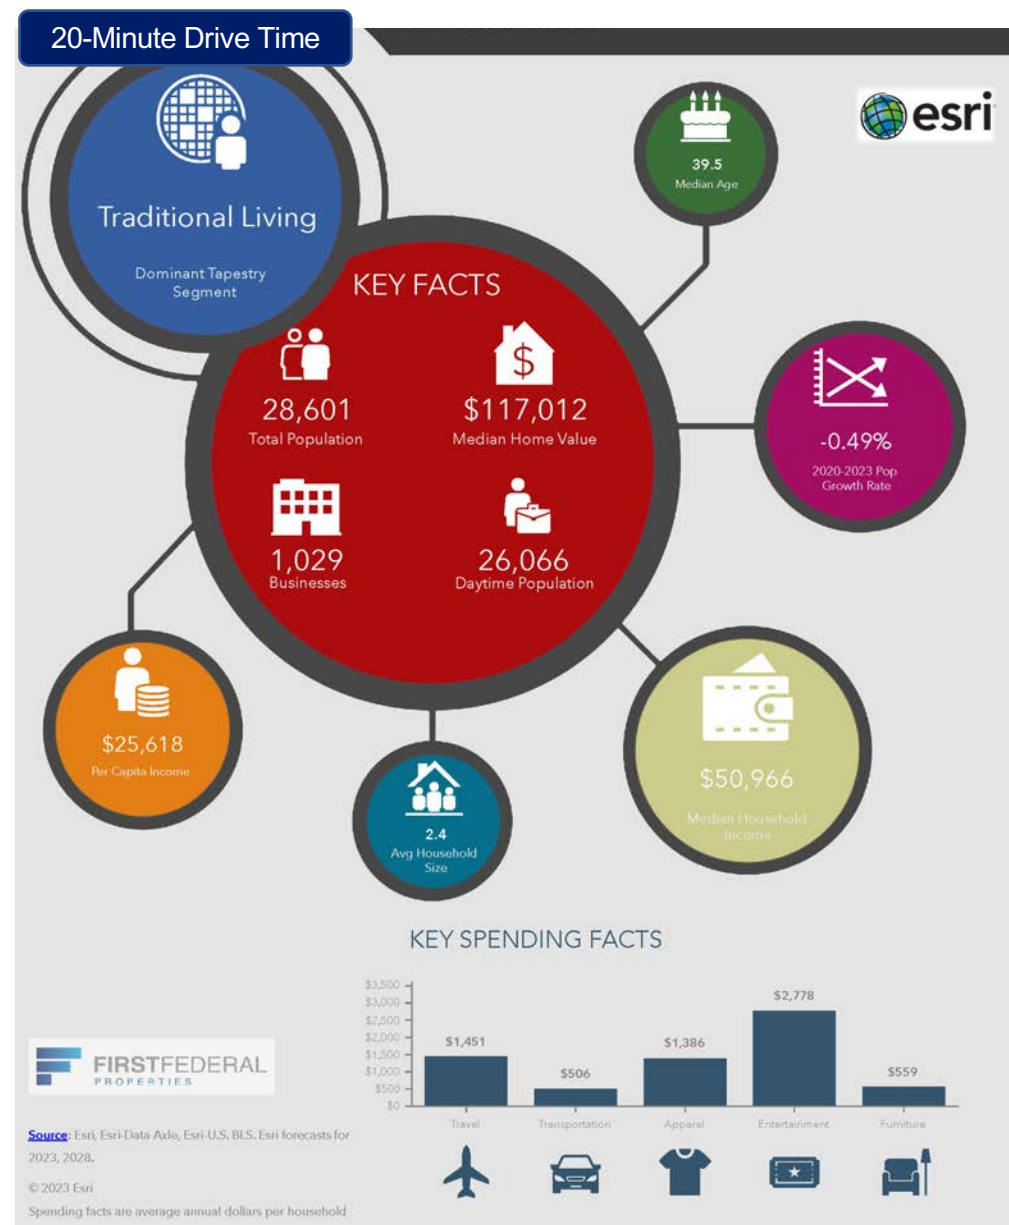 20-Minute Drive Time
esri
39.5
Median Age
Traditional Living
Dominant Tapestry
Segment
KEY FACTS
28,601
Total Population
$117,012
Median Home Value
1,029
Businesses
26,066
Daytime Population
-0.49%
2020-2023 Pop
Growth Rate
$25,618
Per Capita Income
2.4
Avg Household
Size
$50,966
Median Household
Income
KEY SPENDING FACTS
$3,500
$3,000
$2,500
$2,000
$1,500
$1,000
$500
$0
$1,451
$506
$1,386
$2,778
$559
Travel
Transportation
Apparel
Entertainment
Furniture
FIRSTFEDERAL
PROPERTIES
Source: Esri, Esri-Data Axle, Esri-U.S. BLS. Esri forecasts for
2023, 2028.
© 2023 Esri
Spending facts are average annual dollars per household